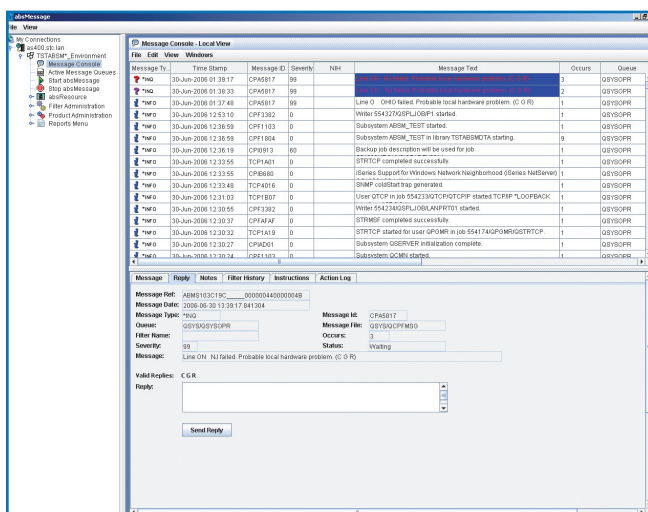 absMessage
File View
My Connections
as400.stc.lan
TSTABSM*_Environment
Message Console
Active Message Queues
Start absMessage
Stop absMessage
absResource
Filter Administration
Product Administration
Reports Menu
Message Console - Local View
File Edit View Windows
Message Ty... Time Stamp Message ID Severity NIH Message Text Occurs Queue
*INQ 30-Jun-2006 01:39:17 CPA5817 99 3 QSYSOPR
*INQ 30-Jun-2006 01:38:33 CPA5817 99 2 QSYSOPR
*INFO 30-Jun-2006 01:37:48 CPA5817 99 Line O OHIO failed. Probable local hardware problem. (C G R) 1 QSYSOPR
*INFO 30-Jun-2006 12:53:10 CPF3382 0 Writer 554327/QSPLJOB/P1 started. 1 QSYSOPR
*INFO 30-Jun-2006 12:36:59 CPF1103 0 Subsystem ABSM_TEST started. 1 QSYSOPR
*INFO 30-Jun-2006 12:36:59 CPF1804 0 Subsystem ABSM_TEST in library TSTABSMDTA starting. 9 QSYSOPR
*INFO 30-Jun-2006 12:36:19 CPI0913 60 Backup job description will be used for job 1 QSYSOPR
*INFO 30-Jun-2006 12:33:55 TCP1A01 0 STRTCP completed successfully. 1 QSYSOPR
*INFO 30-Jun-2006 12:33:55 CPIB680 0 iSeries Support for Windows Network Neighborhood (iSeries NetServer) 1 QSYSOPR
*INFO 30-Jun-2006 12:33:48 TCP4016 0 SNMP coldStart trap generated. 1 QSYSOPR
*INFO 30-Jun-2006 12:31:03 TCP1B07 0 User QTCP in job 554233/QTCP/QTCPIP started TCP/IP *LOOPBACK 1 QSYSOPR
*INFO 30-Jun-2006 12:30:55 CPF3382 0 Writer 554234/QSPLJOB/LANPRT01 started. 1 QSYSOPR
*INFO 30-Jun-2006 12:30:37 CPFAFAF 0 STRMSF completed successfully. 1 QSYSOPR
*INFO 30-Jun-2006 12:30:32 TCP1A19 0 STRTCP started for user QPGMR in job 554174/QPGMR/QSTRTCP. 1 QSYSOPR
*INFO 30-Jun-2006 12:30:27 CPIAD01 0 Subsystem QSERVER initialization complete. 1 QSYSOPR
*INFO 30-Jun-2006 12:30:24 CPF1103 0 Subsystem QCMN started. 1 QSYSOPR
Message Reply Notes Filter History Instructions Action Log
Message Ref: ABMS103C19C_____000000440000004B
Message Date: 2006-06-30 13:39:17.841304
Message Type: *INQ Message Id: CPA5817
Queue: QSYS/QSYSOPR Message File: QSYS/QCPFMSG
Filter Name: Occurs: 3
Severity: 99 Status: Waiting
Message: Line ON NJ failed. Probable local hardware problem. (C G R)
Valid Replies: C G R
Reply:
Send Reply